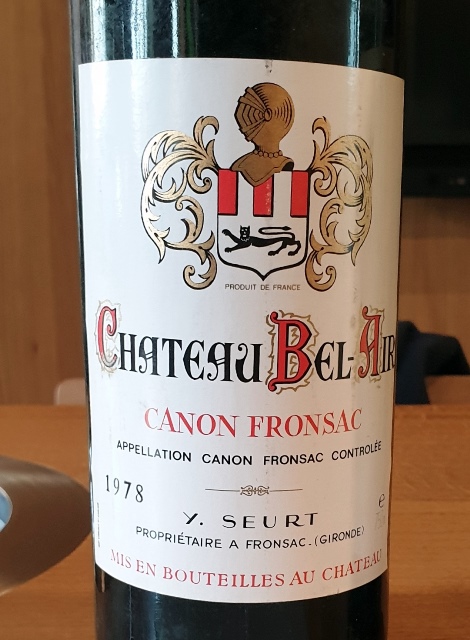 PRODUIT DE FRANCE
CHATEAU BEL-AIR
CANON FRONSAC
APPELLATION CANON FRONSAC CONTROLÉE
1978
Y. SEURT
e
PROPRIÉTAIRE A FRONSAC.(GIRONDE)
MIS EN BOUTEILLES AU CHATEAU